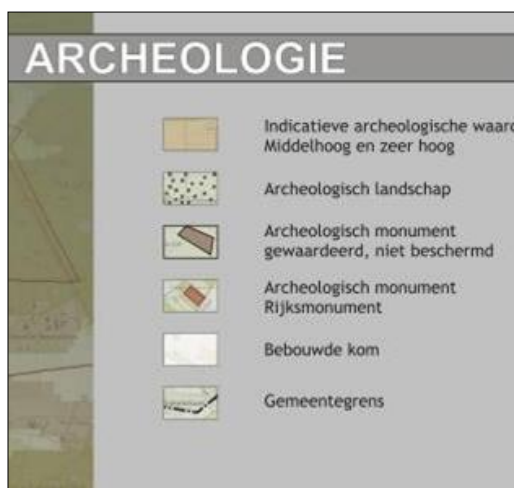 ARCHEOLOGIE
Indicatieve archeologische waard
Middelhoog en zeer hoog
Archeologisch landschap
Archeologisch monument
gewaardeerd, niet beschermd
Archeologisch monument
Rijksmonument
Bebouwde kom
Gemeentegrens